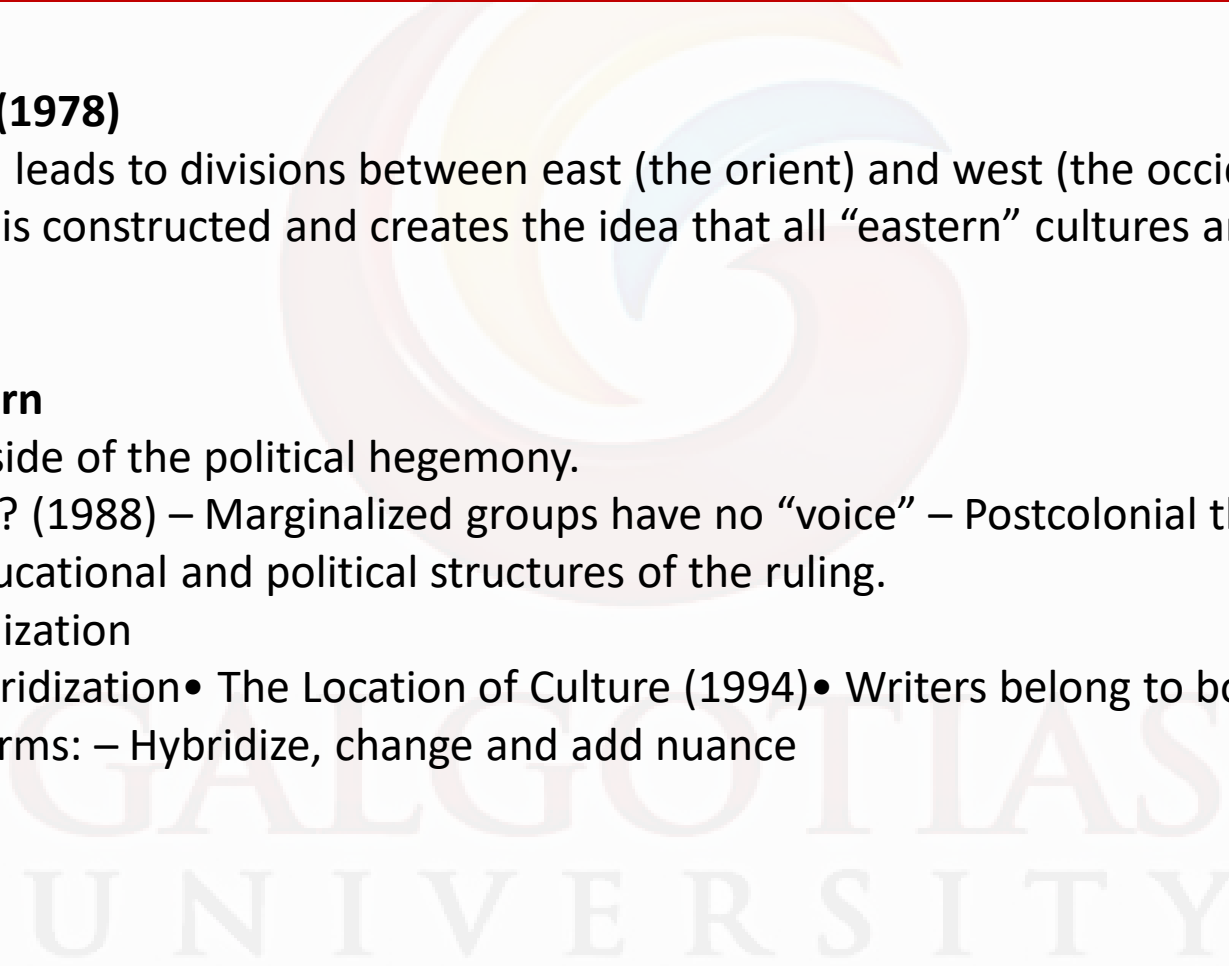 (1978)
leads to divisions between east (the orient) and west (the occi
is constructed and creates the idea that all “eastern” cultures a
rn
side of the political hegemony.
? (1988) – Marginalized groups have no “voice” – Postcolonial t
ucational and political structures of the ruling.
ization
ridization• The Location of Culture (1994)• Writers belong to b
rms: – Hybridize, change and add nuance
GALGOTIAS
UNIVERSITY